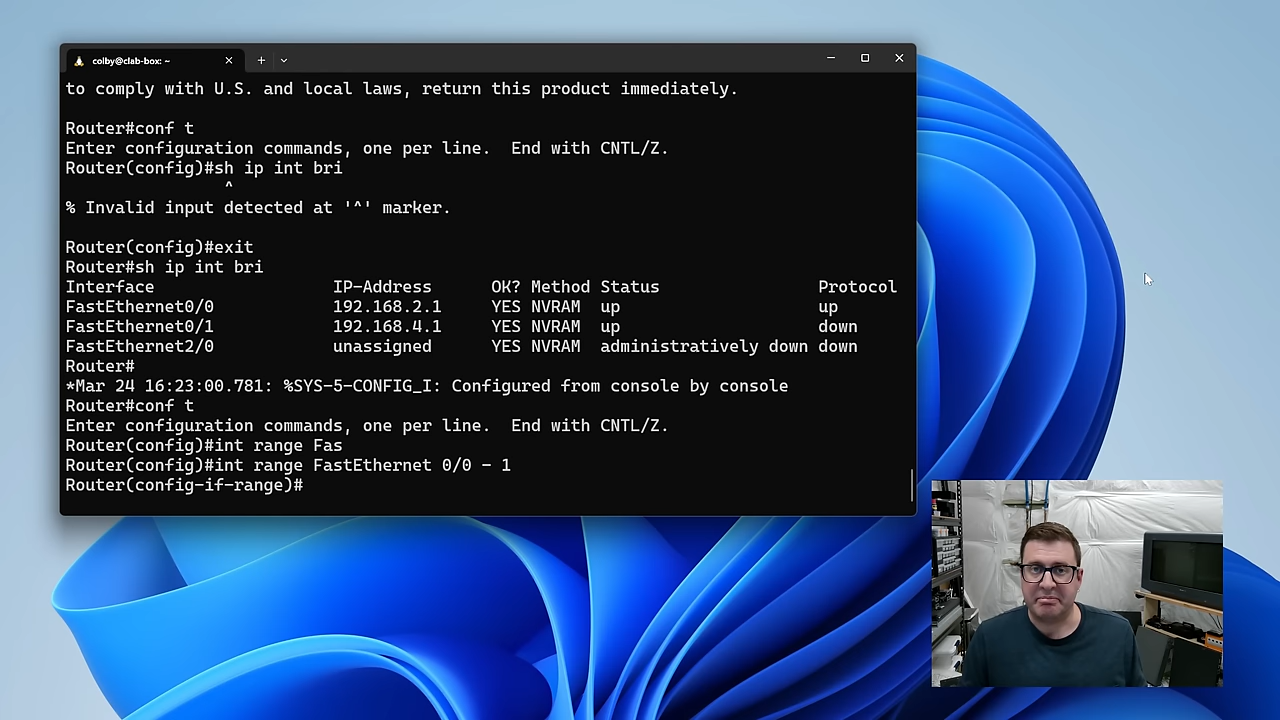 colby@clab-box: ~
to comply with U.S. and local laws, return this product immediately.
Router#conf t
Enter configuration commands, one per line.  End with CNTL/Z.
Router(config)#sh ip int bri
^
% Invalid input detected at '^' marker.
Router(config)#exit
Router#sh ip int bri
Interface                  IP-Address      OK? Method Status                Protocol
FastEthernet0/0            192.168.2.1     YES NVRAM  up                    up
FastEthernet0/1            192.168.4.1     YES NVRAM  up                    down
FastEthernet2/0            unassigned      YES NVRAM  administratively down down
Router#
*Mar 24 16:23:00.781: %SYS-5-CONFIG_I: Configured from console by console
Router#conf t
Enter configuration commands, one per line.  End with CNTL/Z.
Router(config)#int range Fas
Router(config)#int range FastEthernet 0/0 - 1
Router(config-if-range)#